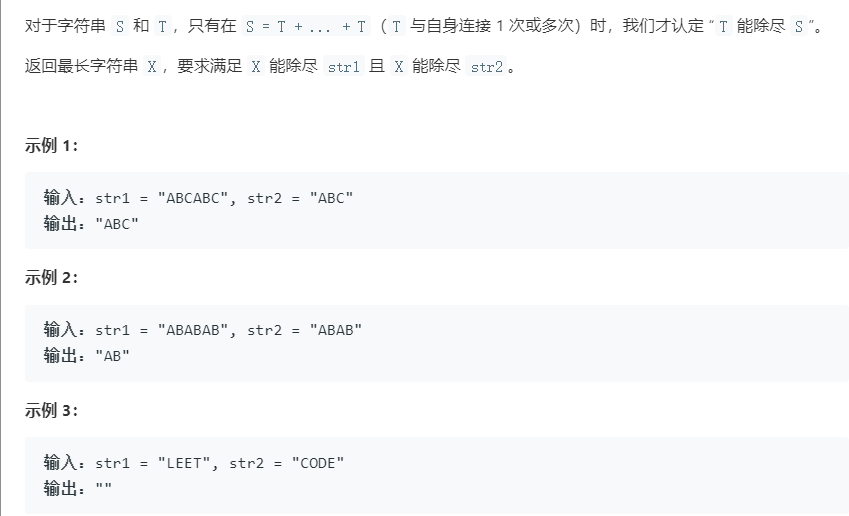 对于字符串 S 和 T，只有在 S = T + ... + T（T 与自身连接 1 次或多次）时，我们才认定 “T 能除尽 S”。
返回最长字符串 X，要求满足 X 能除尽 str1 且 X 能除尽 str2。
示例 1：
输入：str1 = "ABCABC", str2 = "ABC"
输出："ABC"
示例 2：
输入：str1 = "ABABAB", str2 = "ABAB"
输出："AB"
示例 3：
输入：str1 = "LEET", str2 = "CODE"
输出：""